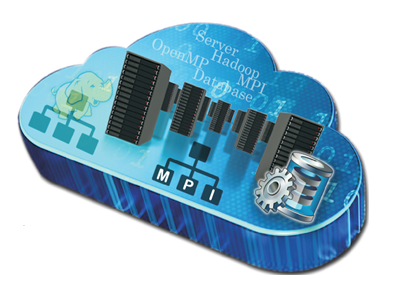 Server
Hadoop
OpenMP MPI
Database
M P I